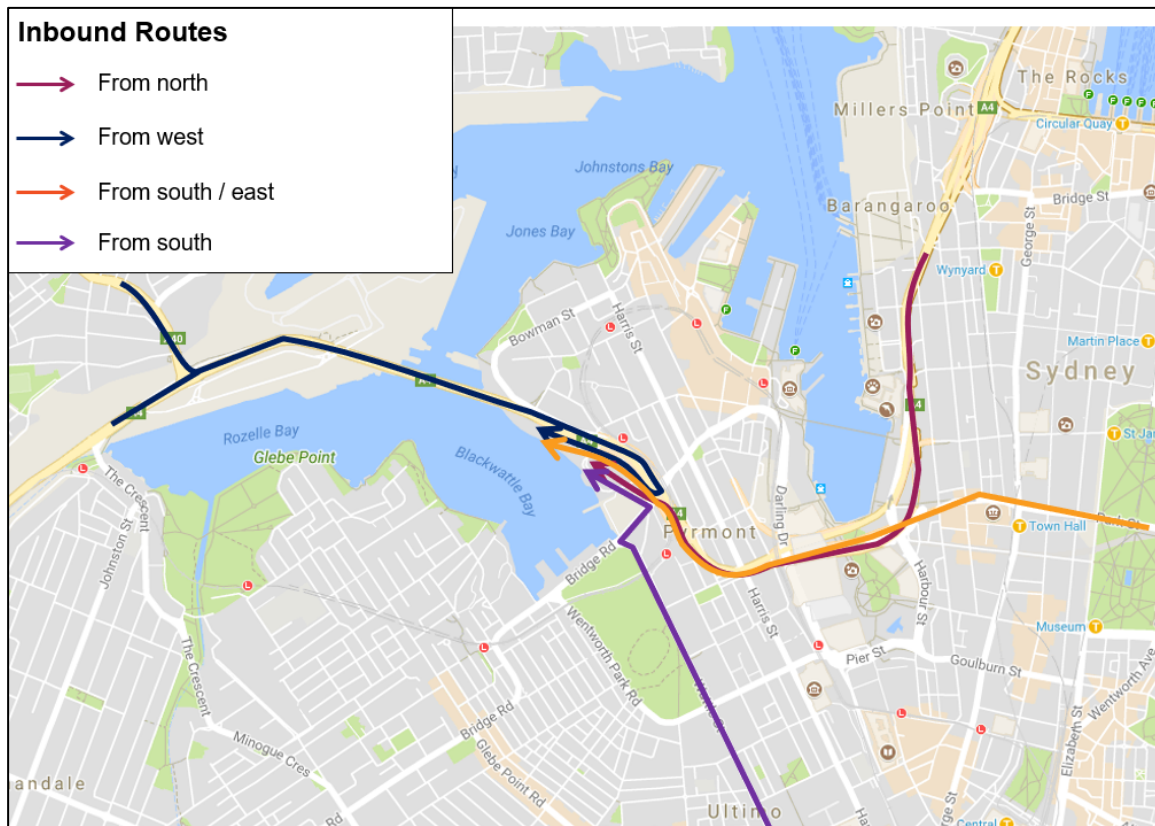 Inbound Routes
From north
From west
From south / east
From south
The Rocks
Millers Point
A4
Circular Quay
Johnstons Bay
Bridge St
Barangaroo
George St
Jones Bay
Wynyard
Bowman St
Harris St
Martin Place
A40
Sydney
A4
A4
A4
Rozelle Bay
Glebe Point
St Jam
The Crescent
Blackwattle Bay
A4
A4
Pyrmont
Darling Dr
Town Hall
Park St
Johnston St
Bridge Rd
Harbour St
Harris St
Museum
Wentworth Park Rd
Pier St
Goulburn St
The Crescent
Wattle St
Wentworth Ave
Bridge Rd
Minogue Cres
Glebe Point Rd
Elizabeth St
andale
Ultimo
Central